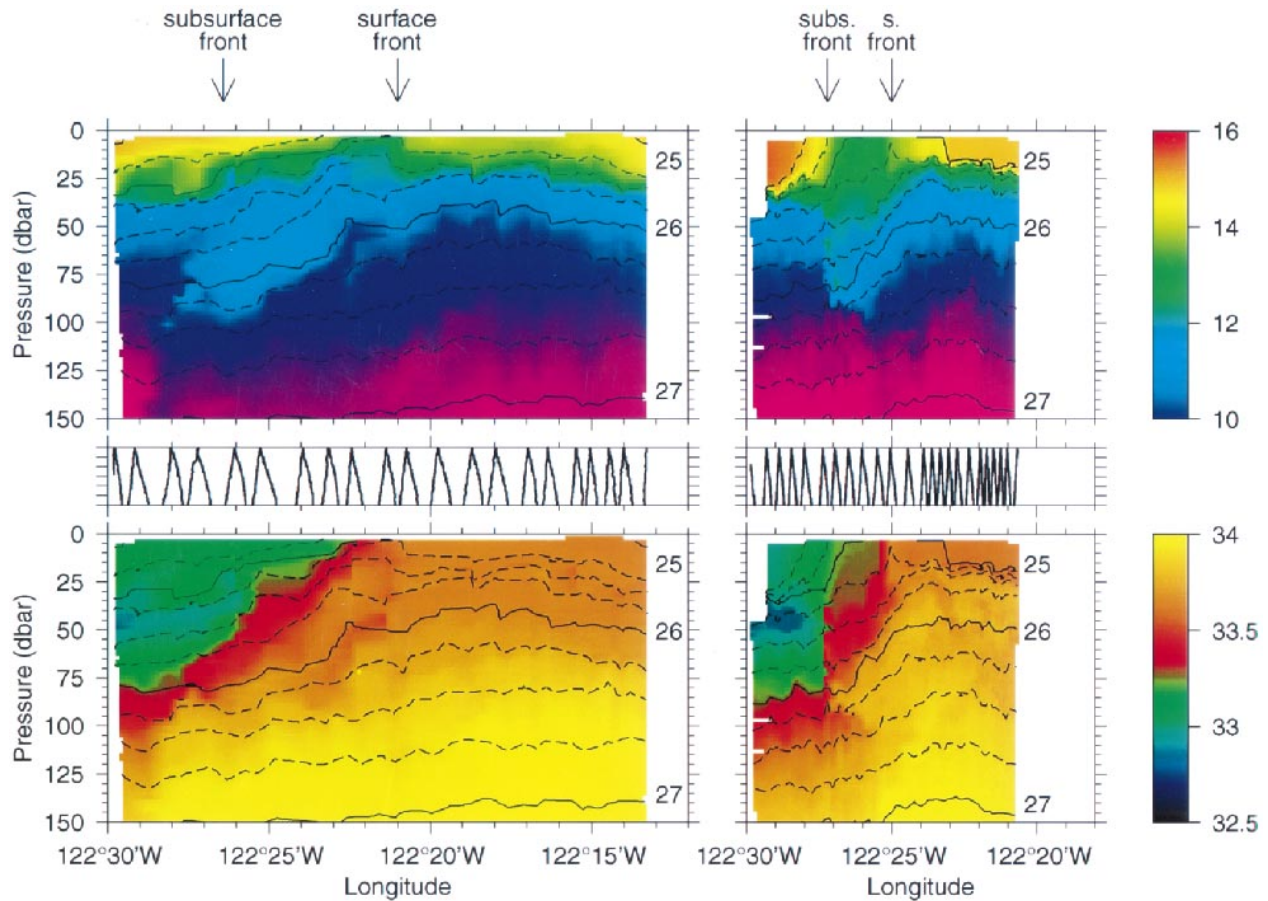 subsurface front
surface front
subs. front
s. front
0
25
50
75
100
125
150
Pressure (dbar)
25
26
27
25
26
27
16
14
12
10
0
25
50
75
100
125
150
Pressure (dbar)
25
26
27
25
26
27
34
33.5
33
32.5
122°30'W
122°25'W
122°20'W
122°15'W
Longitude
122°30'W
122°25'W
122°20'W
Longitude